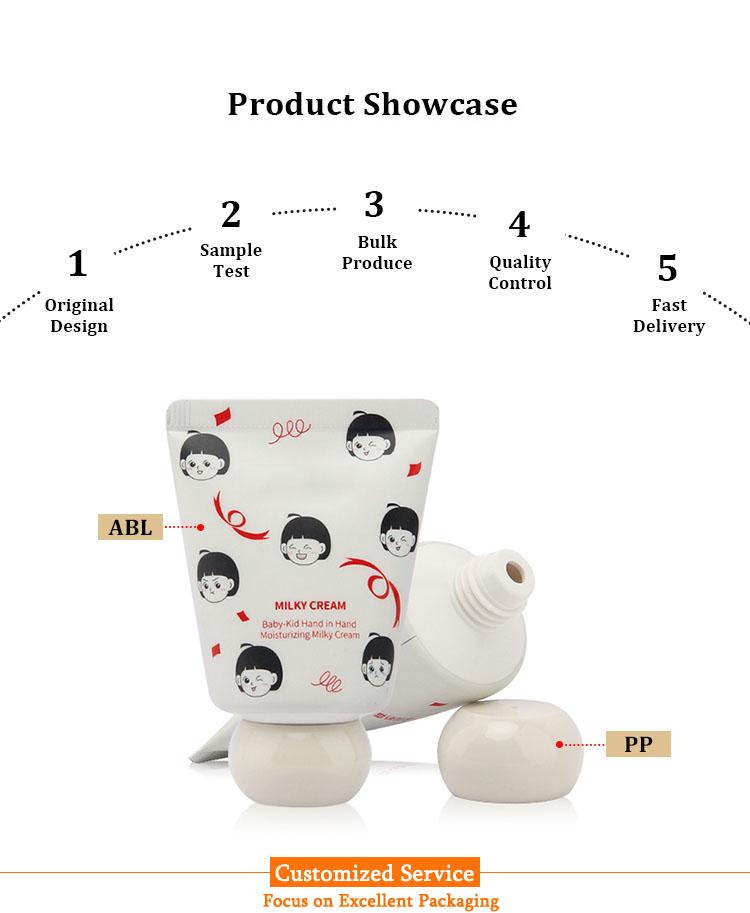 Product Showcase
1
Original
Design
2
Sample
Test
3
Bulk
Produce
4
Quality
Control
5
Fast
Delivery
ABL
MILKY CREAM
Baby-Kid Hand in Hand
Moisturizing Milky Cream
PP
Customized Service
Focus on Excellent Packaging